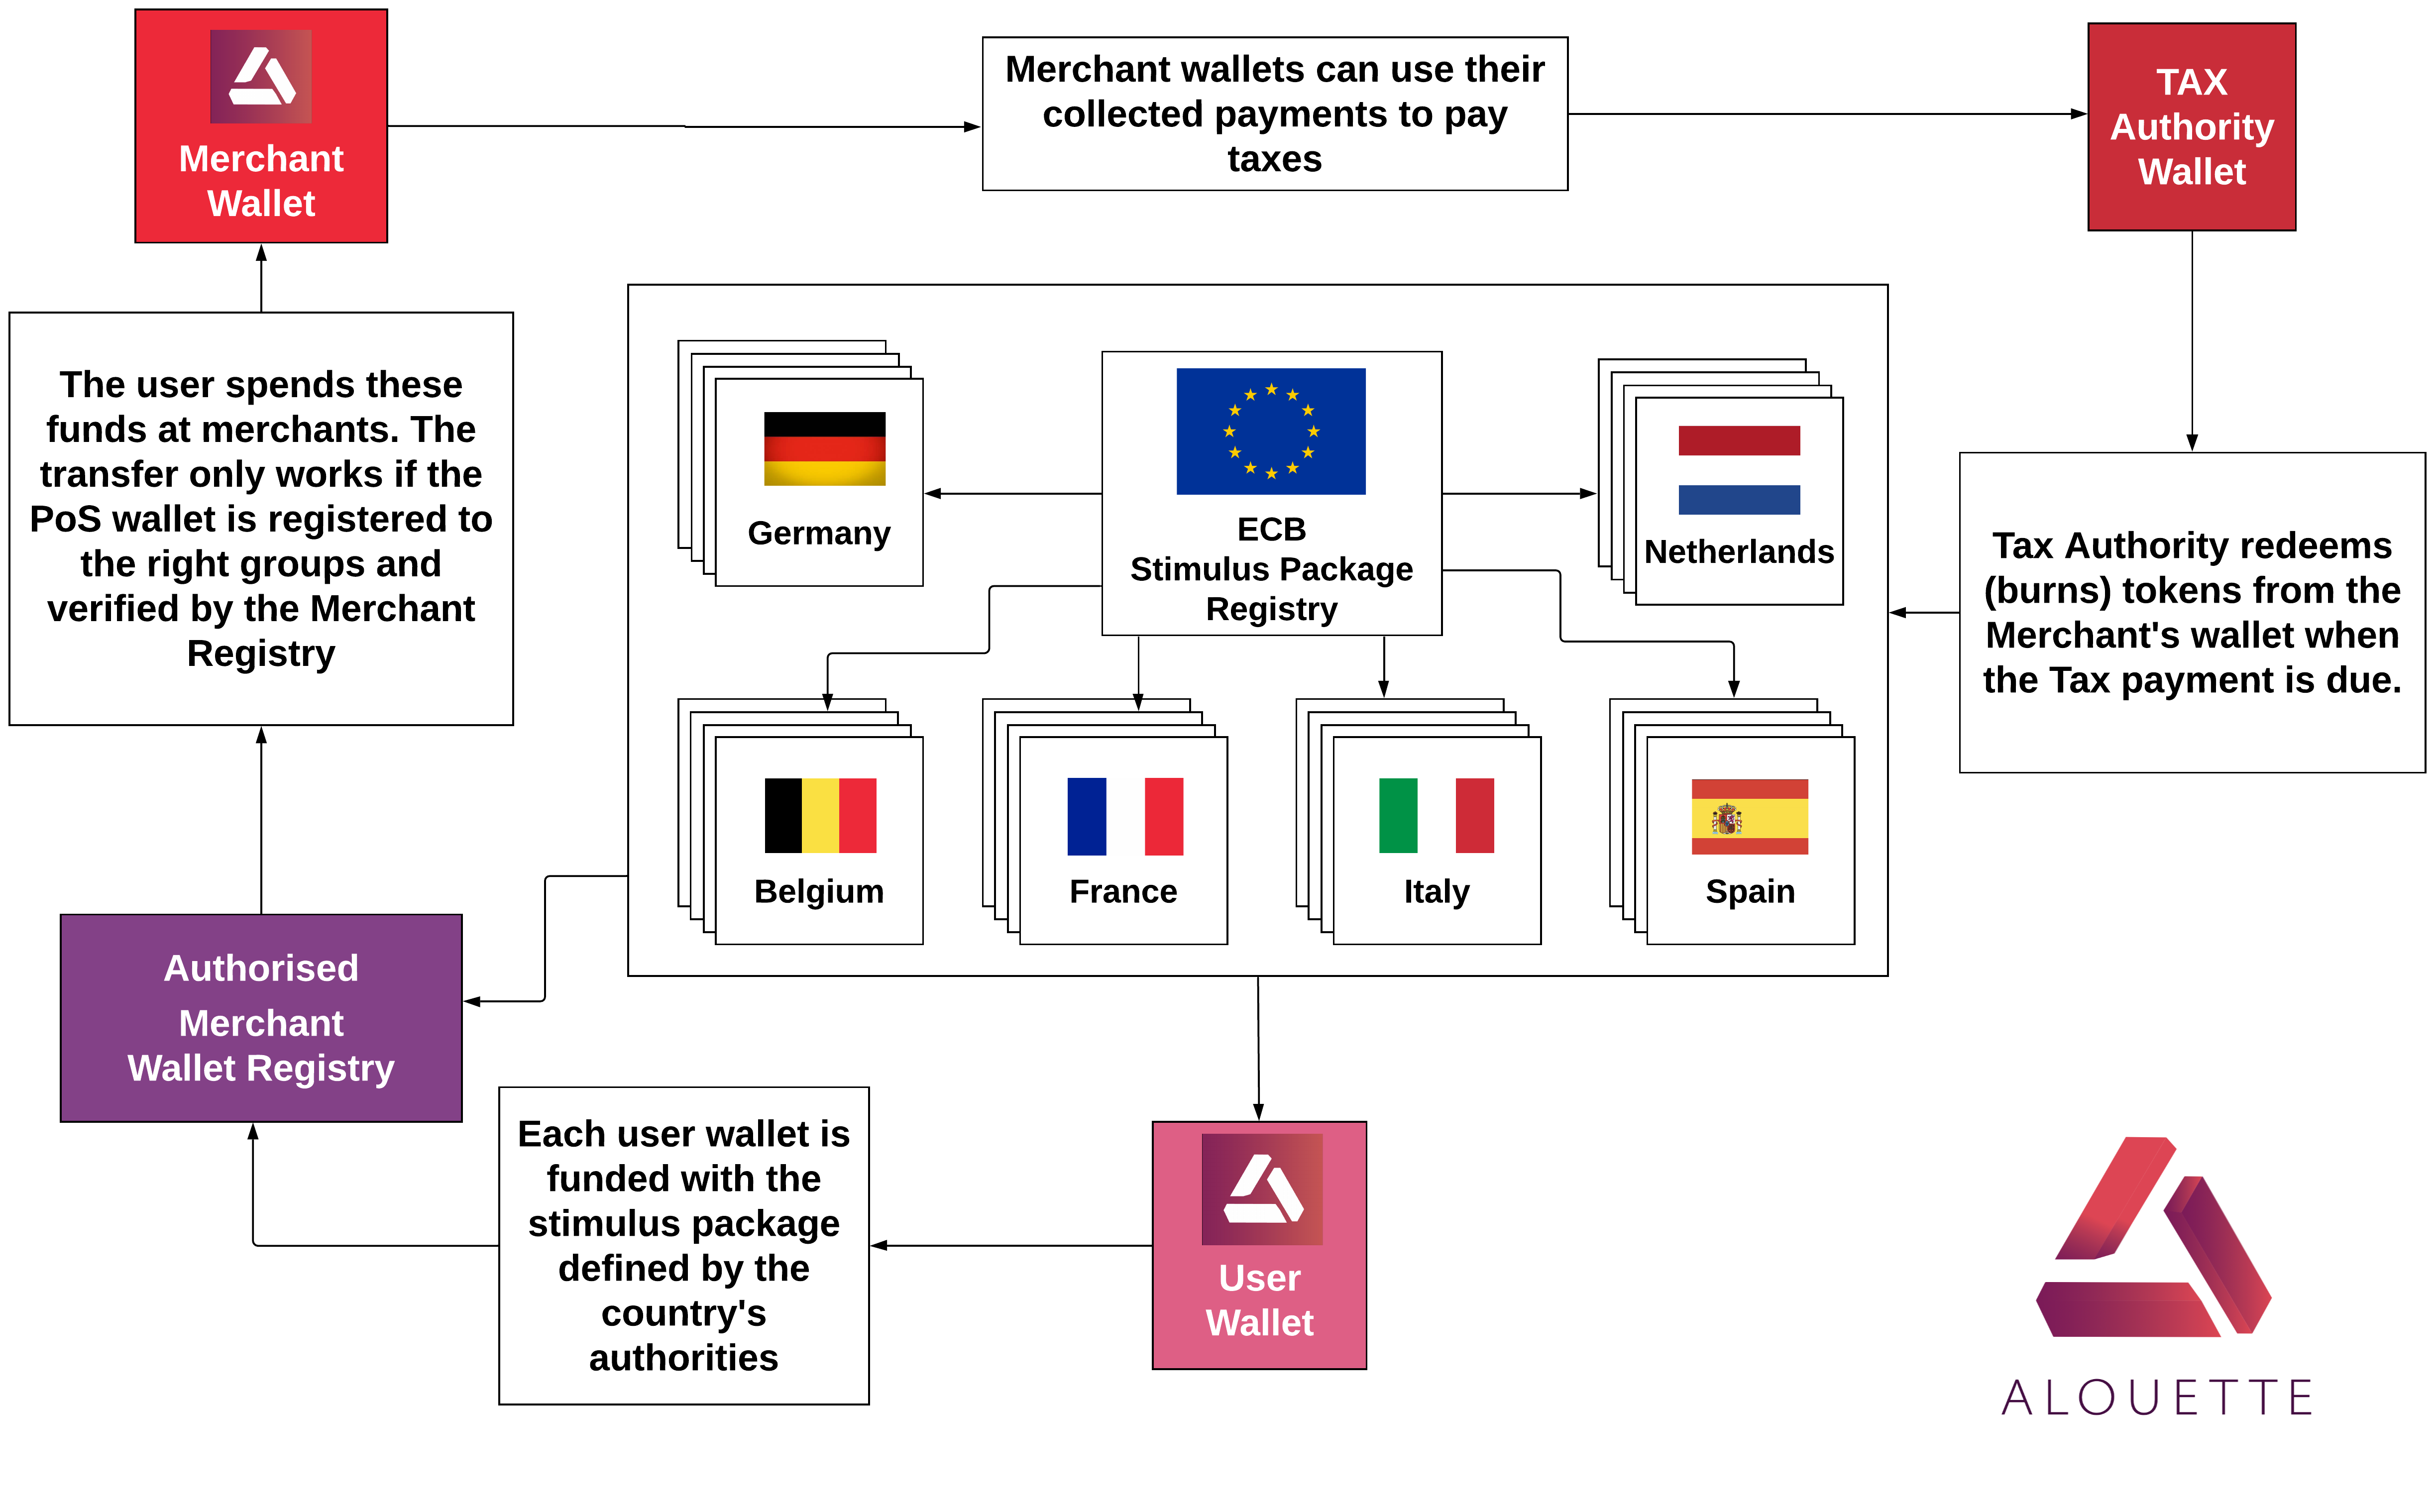 Merchant
Wallet
Merchant wallets can use their
collected payments to pay
taxes
TAX
Authority
Wallet
The user spends these
funds at merchants. The
transfer only works if the
PoS wallet is registered to
the right groups and
verified by the Merchant
Registry
Germany
ECB
Stimulus Package
Registry
Netherlands
Tax Authority redeems
(burns) tokens from the
Merchant's wallet when
the Tax payment is due.
Belgium
France
Italy
Spain
Authorised
Merchant
Wallet Registry
Each user wallet is
funded with the
stimulus package
defined by the
country's
authorities
User
Wallet
ALOUETTE